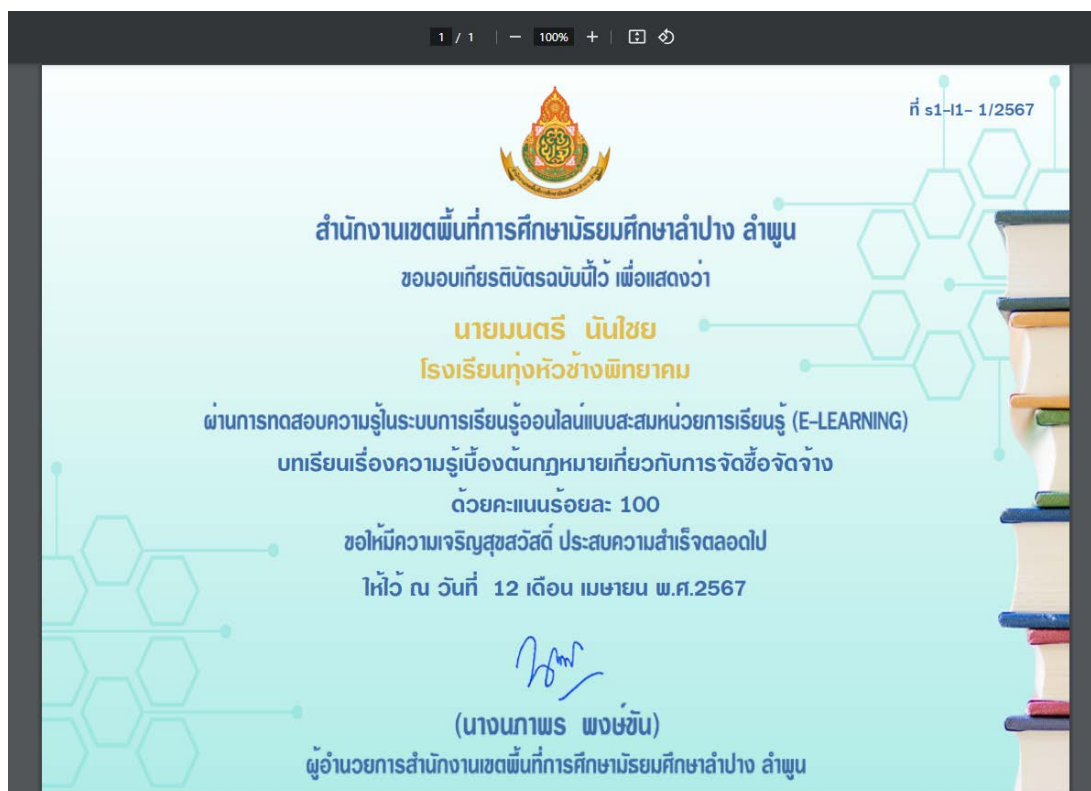 1 / 1 | − 100% + |
ที่ s1-l1- 1/2567
สำนักงานเขตพื้นที่การศึกษามัธยมศึกษาลำปาง ลำพูน
ขอมอบเกียรติบัตรฉบับนี้ไว้ เพื่อแสดงว่า
นายมนตรี นันไชย
โรงเรียนทุ่งหัวช้างพิทยาคม
ผ่านการทดสอบความรู้ในระบบการเรียนรู้ออนไลน์แบบสะสมหน่วยการเรียนรู้ (E-LEARNING)
บทเรียนเรื่องความรู้เบื้องต้นกฎหมายเกี่ยวกับการจัดซื้อจัดจ้าง
ด้วยคะแนนร้อยละ 100
ขอให้มีความเจริญสุขสวัสดิ์ ประสบความสำเร็จตลอดไป
ให้ไว้ ณ วันที่ 12 เดือน เมษายน พ.ศ.2567
(นางนภาพร พงษ์ขัน)
ผู้อำนวยการสำนักงานเขตพื้นที่การศึกษามัธยมศึกษาลำปาง ลำพูน